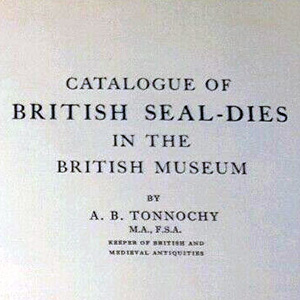 CATALOGUE OF
BRITISH SEAL-DIES
IN THE
BRITISH MUSEUM
BY
A. B. TONNOCHY
M.A., F.S.A.
KEEPER OF BRITISH AND
MEDIEVAL ANTIQUITIES